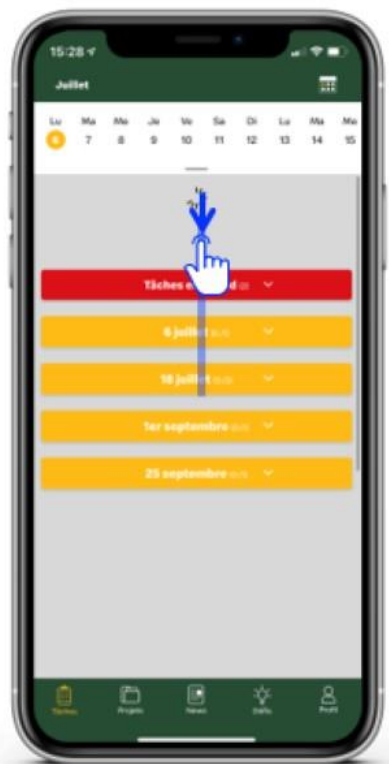 15:28
Juillet
Lu Ma Me Je Ve Sa Di Lu Ma Me
6 7 8 9 10 11 12 13 14 15
Tâches
6 juillet
18 juillet
1er septembre
25 septembre
Tâches Projets News Défis Profil